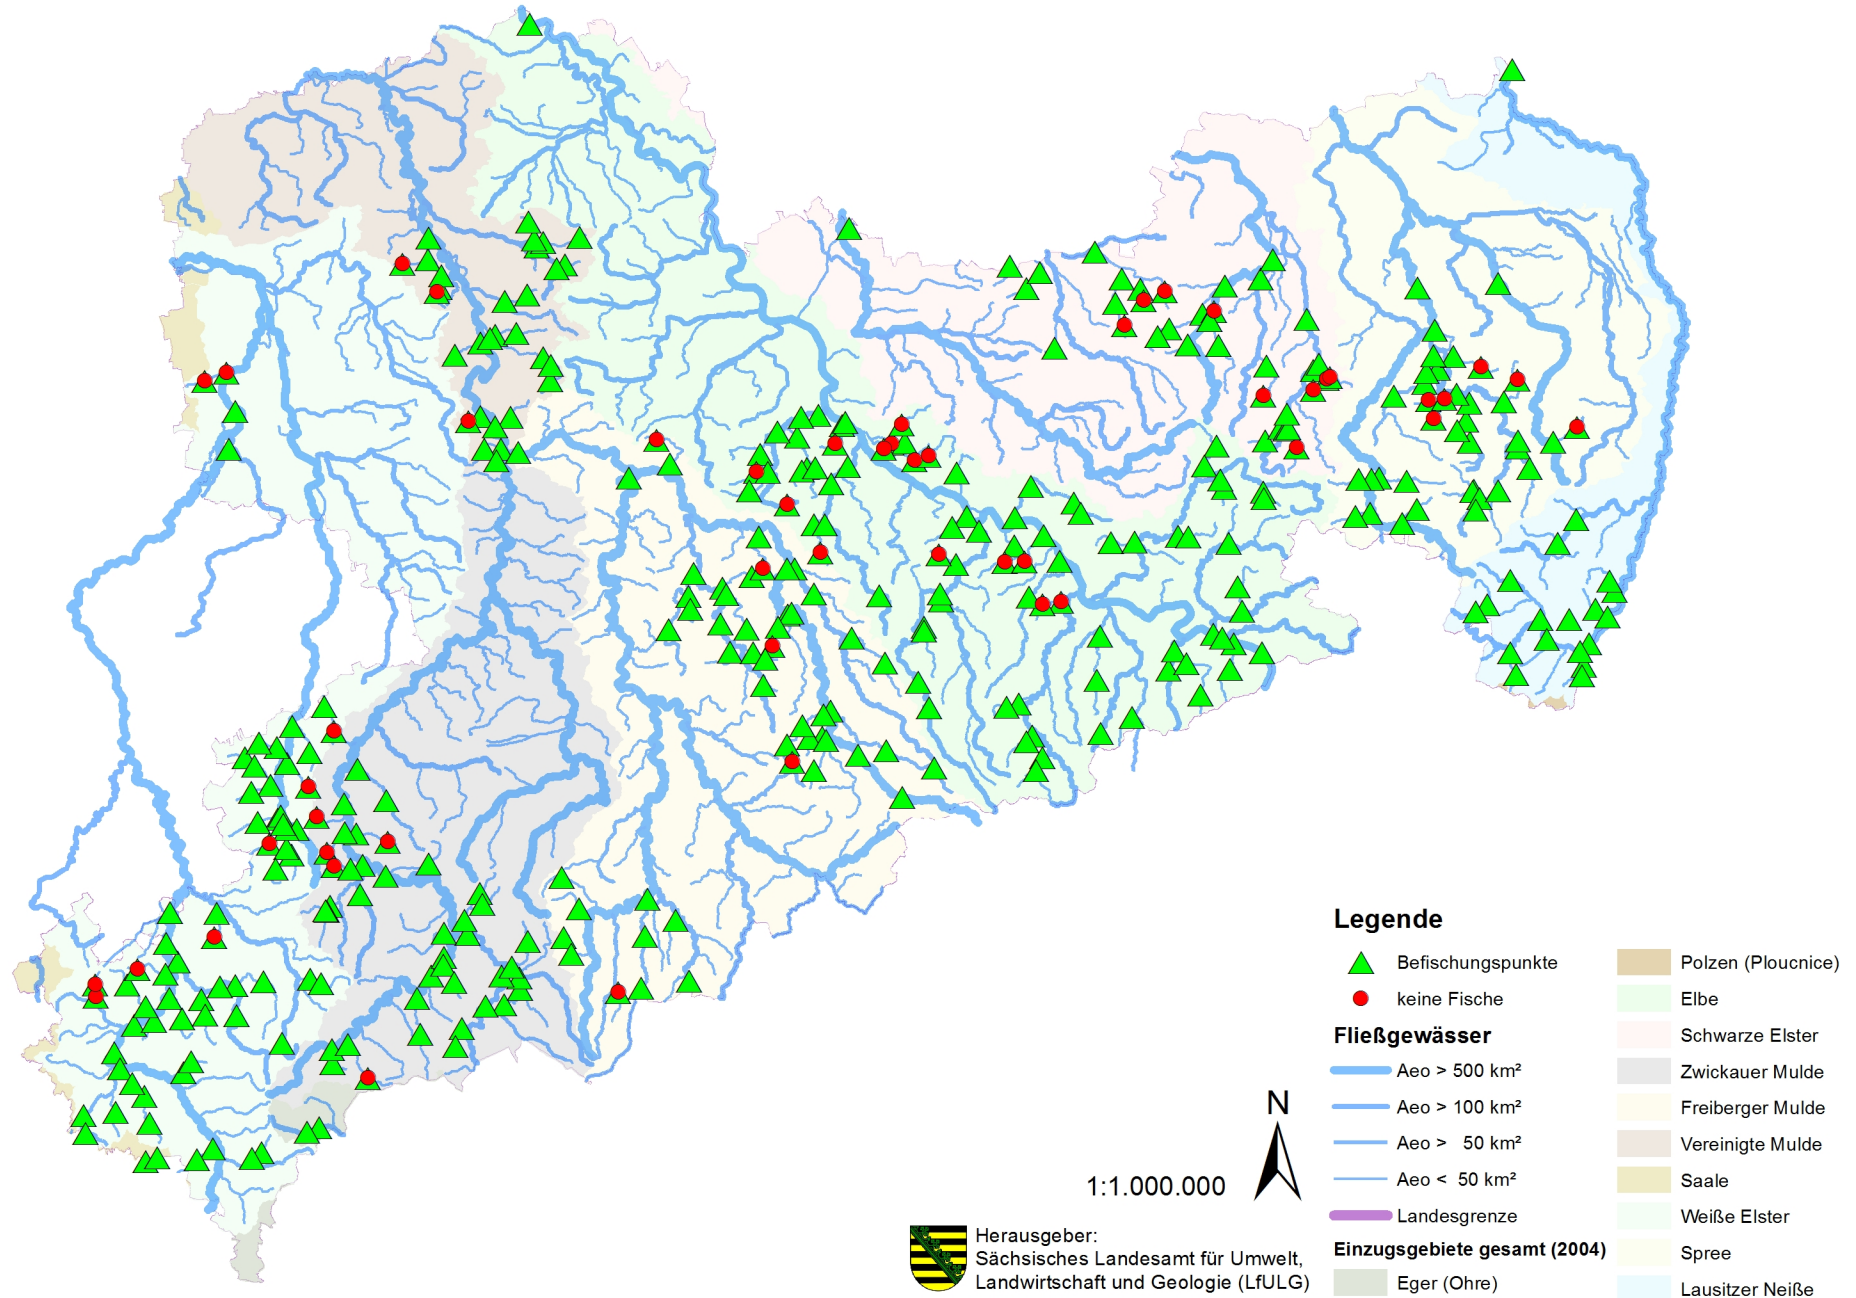 Legende
Befischungspunkte
keine Fische
Fließgewässer
Aeo > 500 km²
Aeo > 100 km²
Aeo > 50 km²
Aeo < 50 km²
Landesgrenze
Einzugsgebiete gesamt (2004)
Eger (Ohre)
Polzen (Ploucnice)
Elbe
Schwarze Elster
Zwickauer Mulde
Freiberger Mulde
Vereinigte Mulde
Saale
Weiße Elster
Spree
Lausitzer Neiße
N
1:1.000.000
Herausgeber:
Sächsisches Landesamt für Umwelt,
Landwirtschaft und Geologie (LfULG)